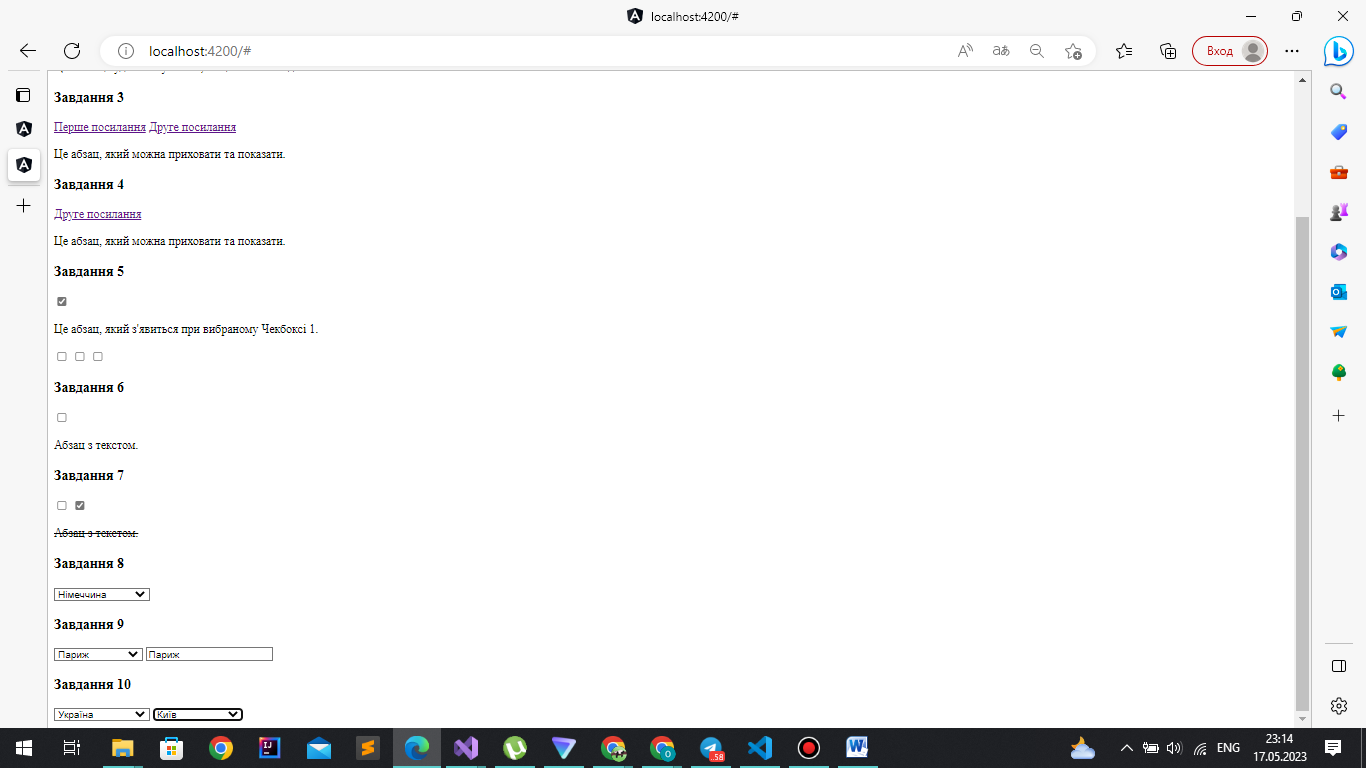 localhost:4200/#
localhost:4200/#
Вход
Завдання 3
Перше посилання Друге посилання
Це абзац, який можна приховати та показати.
Завдання 4
Друге посилання
Це абзац, який можна приховати та показати.
Завдання 5
Це абзац, який з'явиться при вибраному Чекбоксі 1.
Завдання 6
Абзац з текстом.
Завдання 7
Абзац з текстом.
Завдання 8
Німеччина
Завдання 9
Париж Париж
Завдання 10
Україна Київ
58
ENG
23:14
17.05.2023